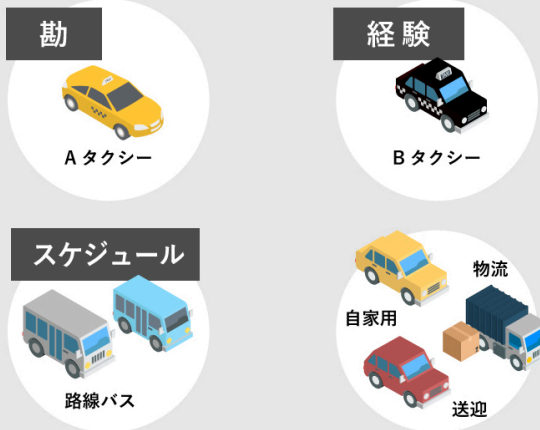 勘
Aタクシー
経験
Bタクシー
スケジュール
路線バス
物流
自家用
送迎